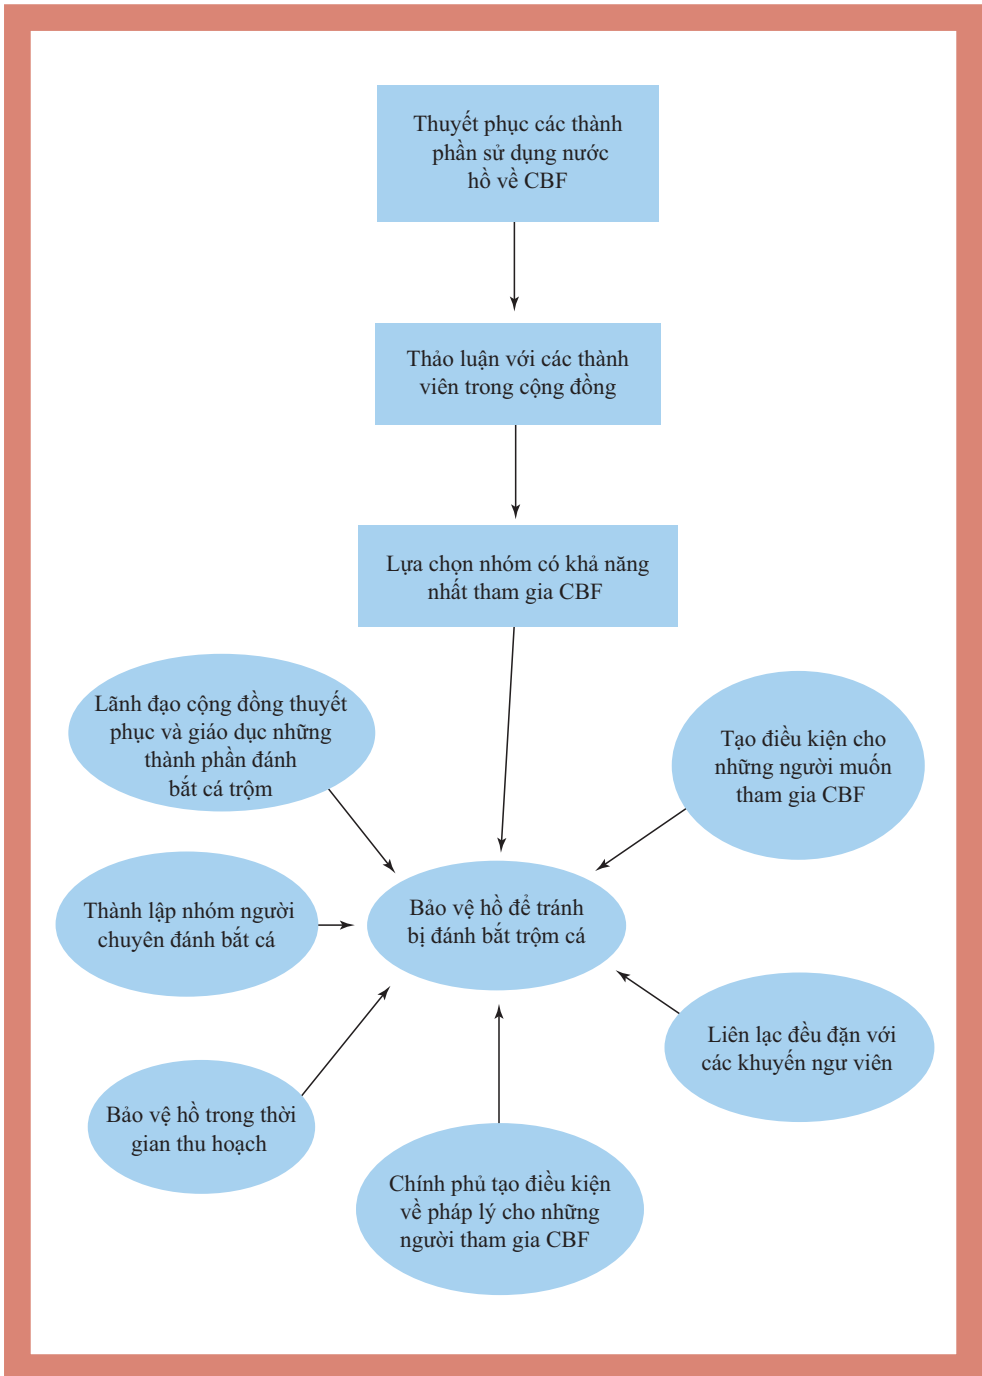 Thuyết phục các thành
phần sử dụng nước
hồ về CBF
Thảo luận với các thành
viên trong cộng đồng
Lựa chọn nhóm có khả năng
nhất tham gia CBF
Lãnh đạo cộng đồng thuyết
phục và giáo dục những
thành phần đánh
bắt cá trộm
Tạo điều kiện cho
những người muốn
tham gia CBF
Thành lập nhóm người
chuyên đánh bắt cá
Bảo vệ hồ để tránh
bị đánh bắt trộm cá
Liên lạc đều đặn với
các khuyến ngư viên
Bảo vệ hồ trong thời
gian thu hoạch
Chính phủ tạo điều kiện
về pháp lý cho những
người tham gia CBF